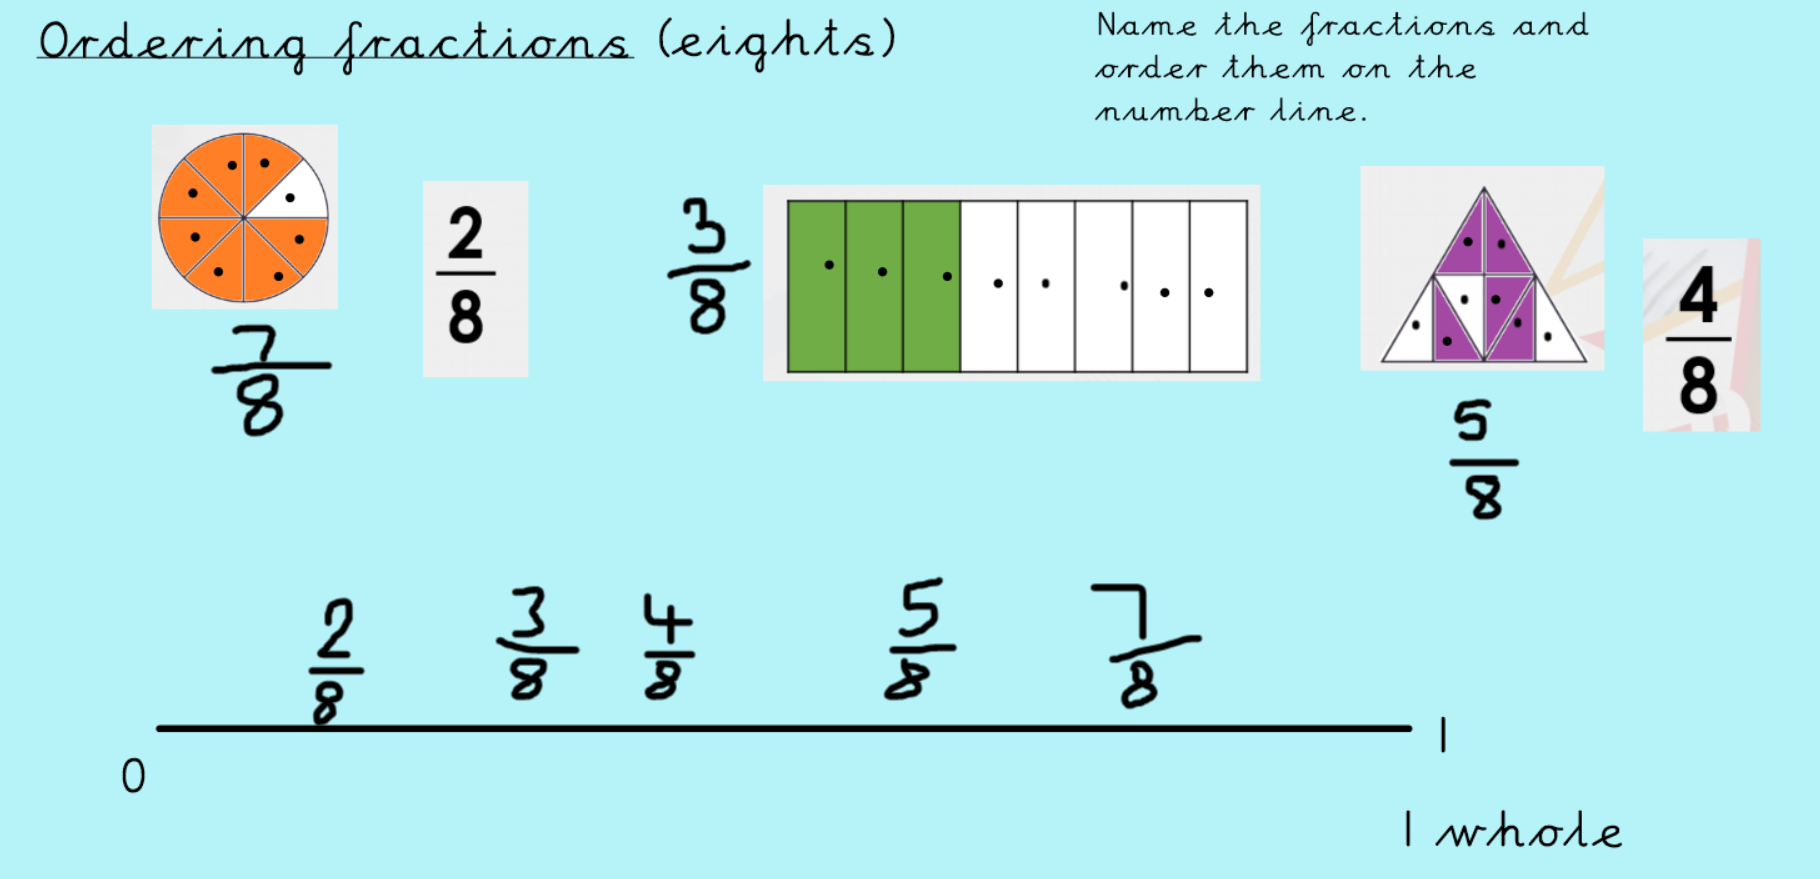 Ordering fractions (eights)
Name the fractions and
order them on the
number line.
7/8
2/8
3/8
5/8
4/8
2/8 3/8 4/8 5/8 7/8
0 1
1 whole